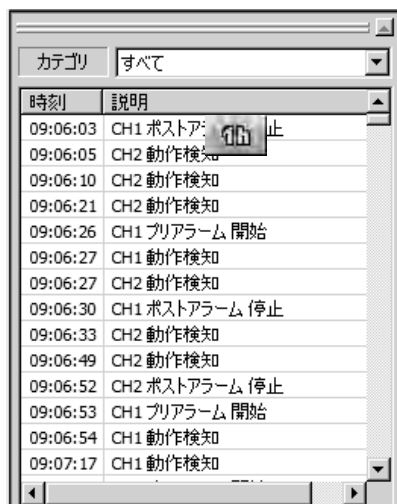 カテゴリ すべて
時刻 説明
09:06:03 CH1 ポストア 止
09:06:05 CH2 動作検知
09:06:10 CH2 動作検知
09:06:21 CH2 動作検知
09:06:26 CH1 プリアラーム 開始
09:06:27 CH1 動作検知
09:06:27 CH2 動作検知
09:06:30 CH1 ポストアラーム 停止
09:06:33 CH2 動作検知
09:06:49 CH2 動作検知
09:06:52 CH2 ポストアラーム 停止
09:06:53 CH1 プリアラーム 開始
09:06:54 CH1 動作検知
09:07:17 CH1 動作検知